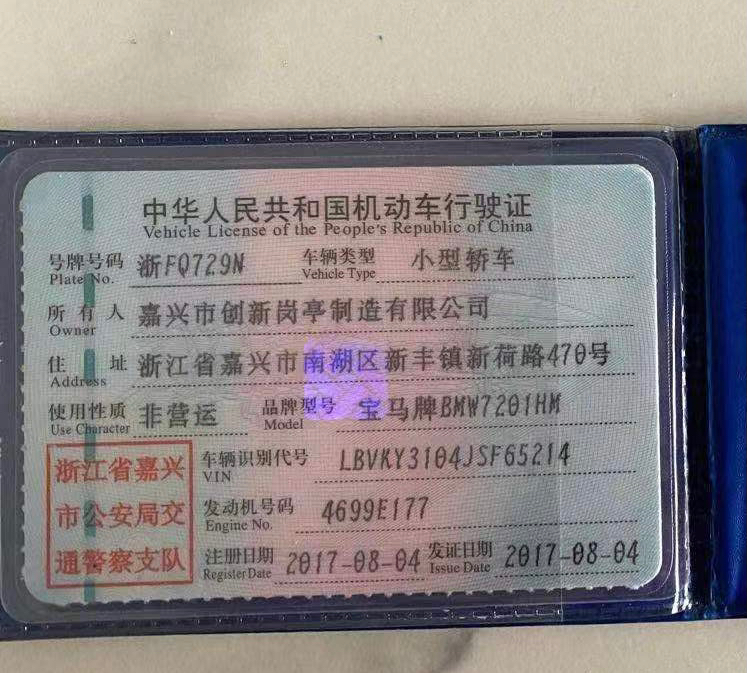 中华人民共和国机动车行驶证
Vehicle License of the People's Republic of China
号牌号码 浙FQ729N 车辆类型 小型轿车
Plate No. Vehicle Type
所有人 嘉兴市创新岗亭制造有限公司
Owner
住址 浙江省嘉兴市南湖区新丰镇新荷路470号
Address
使用性质 非营运 品牌型号 宝马牌BMW7201HM
Use Character Model
浙江省嘉兴
市公安局交
通警察支队
车辆识别代号 LBVKY3104JSF65214
VIN
发动机号码 4699E177
Engine No.
注册日期 2017-08-04 发证日期 2017-08-04
Register Date Issue Date